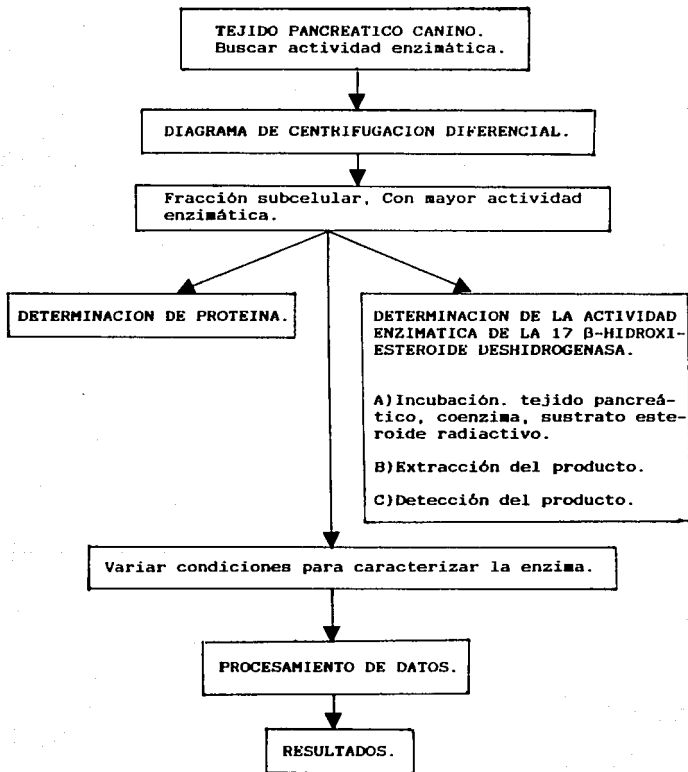 TEJIDO PANCREATICO CANINO.
Buscar actividad enzimática.
DIAGRAMA DE CENTRIFUGACION DIFERENCIAL.
Fracción subcelular, Con mayor actividad
enzimática.
DETERMINACION DE PROTEINA.
DETERMINACION DE LA ACTIVIDAD
ENZIMATICA DE LA 17 β-HIDROXI-
ESTEROIDE DESHIDROGENASA.
A)Incubación. tejido pancreá-
tico, coenzima, sustrato este-
roide radiactivo.
B)Extracción del producto.
C)Detección del producto.
Variar condiciones para caracterizar la enzima.
PROCESAMIENTO DE DATOS.
RESULTADOS.